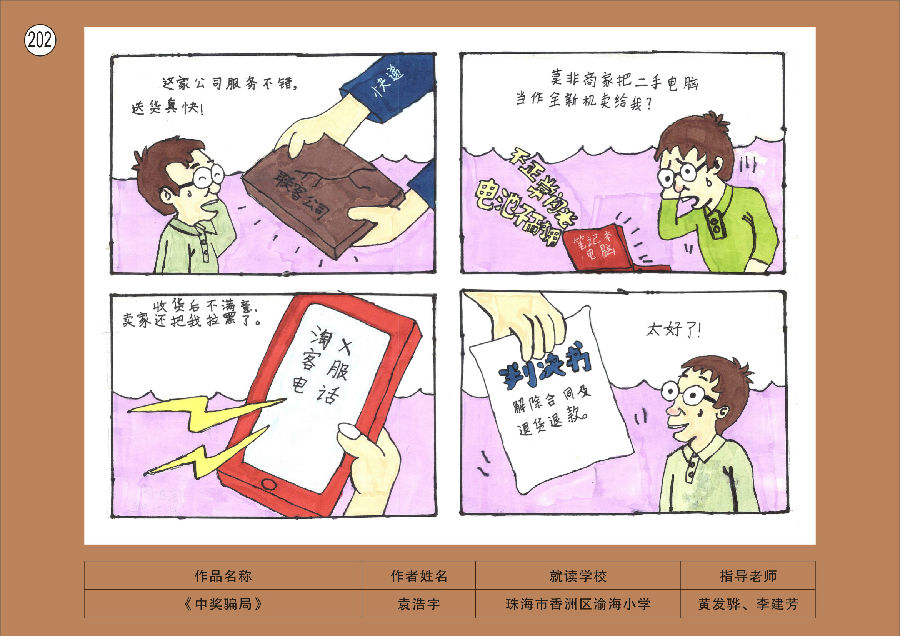 202
这家公司服务不错，
送货真快！
快递
联客公司
莫非商家把二手电脑
当作全新机卖给我？
不正常物老
电池不耐用
笔记本
电脑
收货后不满意，
卖家还把我拉黑了。
淘X
客服
电话
判决书
解除合同及
退货退款。
太好了！
作品名称 作者姓名 就读学校 指导老师
《中奖骗局》 袁浩宇 珠海市香洲区渝海小学 黄发骅、李建芳